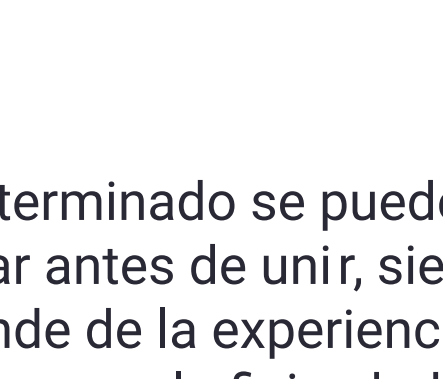 terminado se puede
ar antes de unir, sie
nde de la experienc